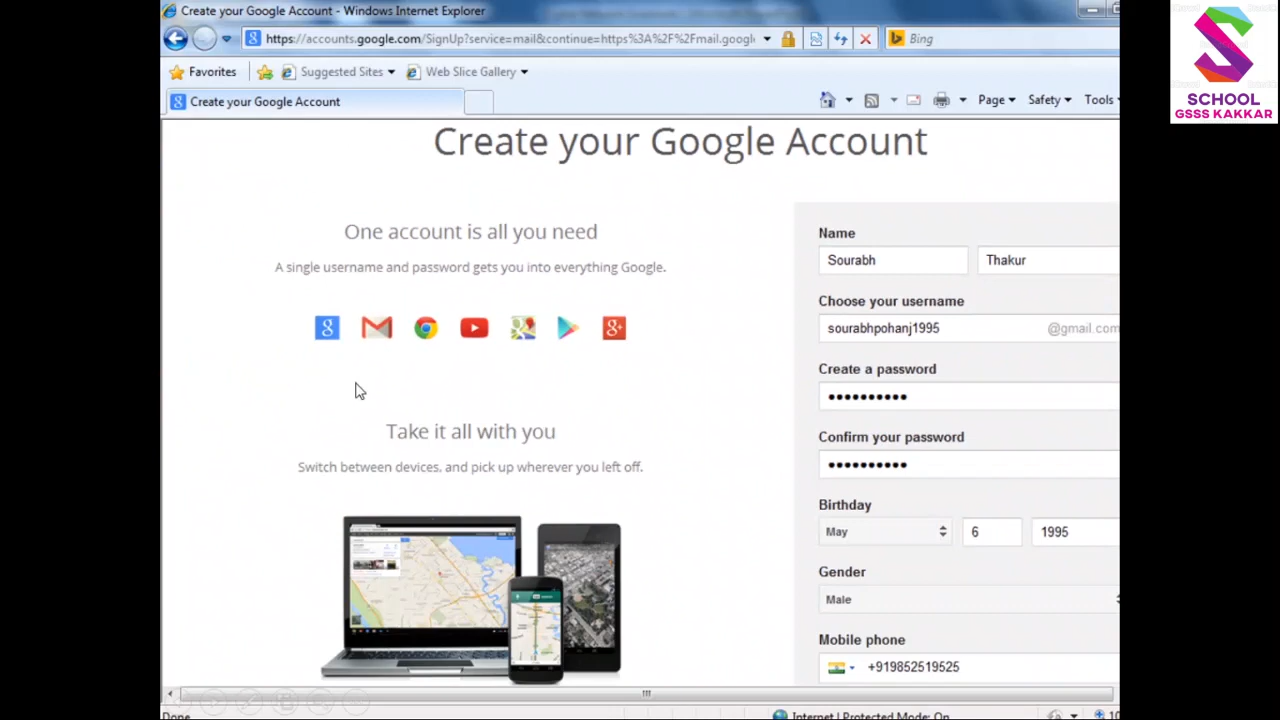 Create your Google Account - Windows Internet Explorer
https://accounts.google.com/SignUp?service=mail&continue=https%3A%2F%2Fmail.googl
Bing
Favorites
Suggested Sites
Web Slice Gallery
Create your Google Account
Page
Safety
Tools
SCHOOL
GSSS KAKKAR
Create your Google Account
One account is all you need
A single username and password gets you into everything Google.
Take it all with you
Switch between devices, and pick up wherever you left off.
Name
Sourabh
Thakur
Choose your username
sourabhpohanj1995
@gmail.com
Create a password
Confirm your password
Birthday
May
6
1995
Gender
Male
Mobile phone
+919852519525
Done
Internet | Protected Mode: On
10